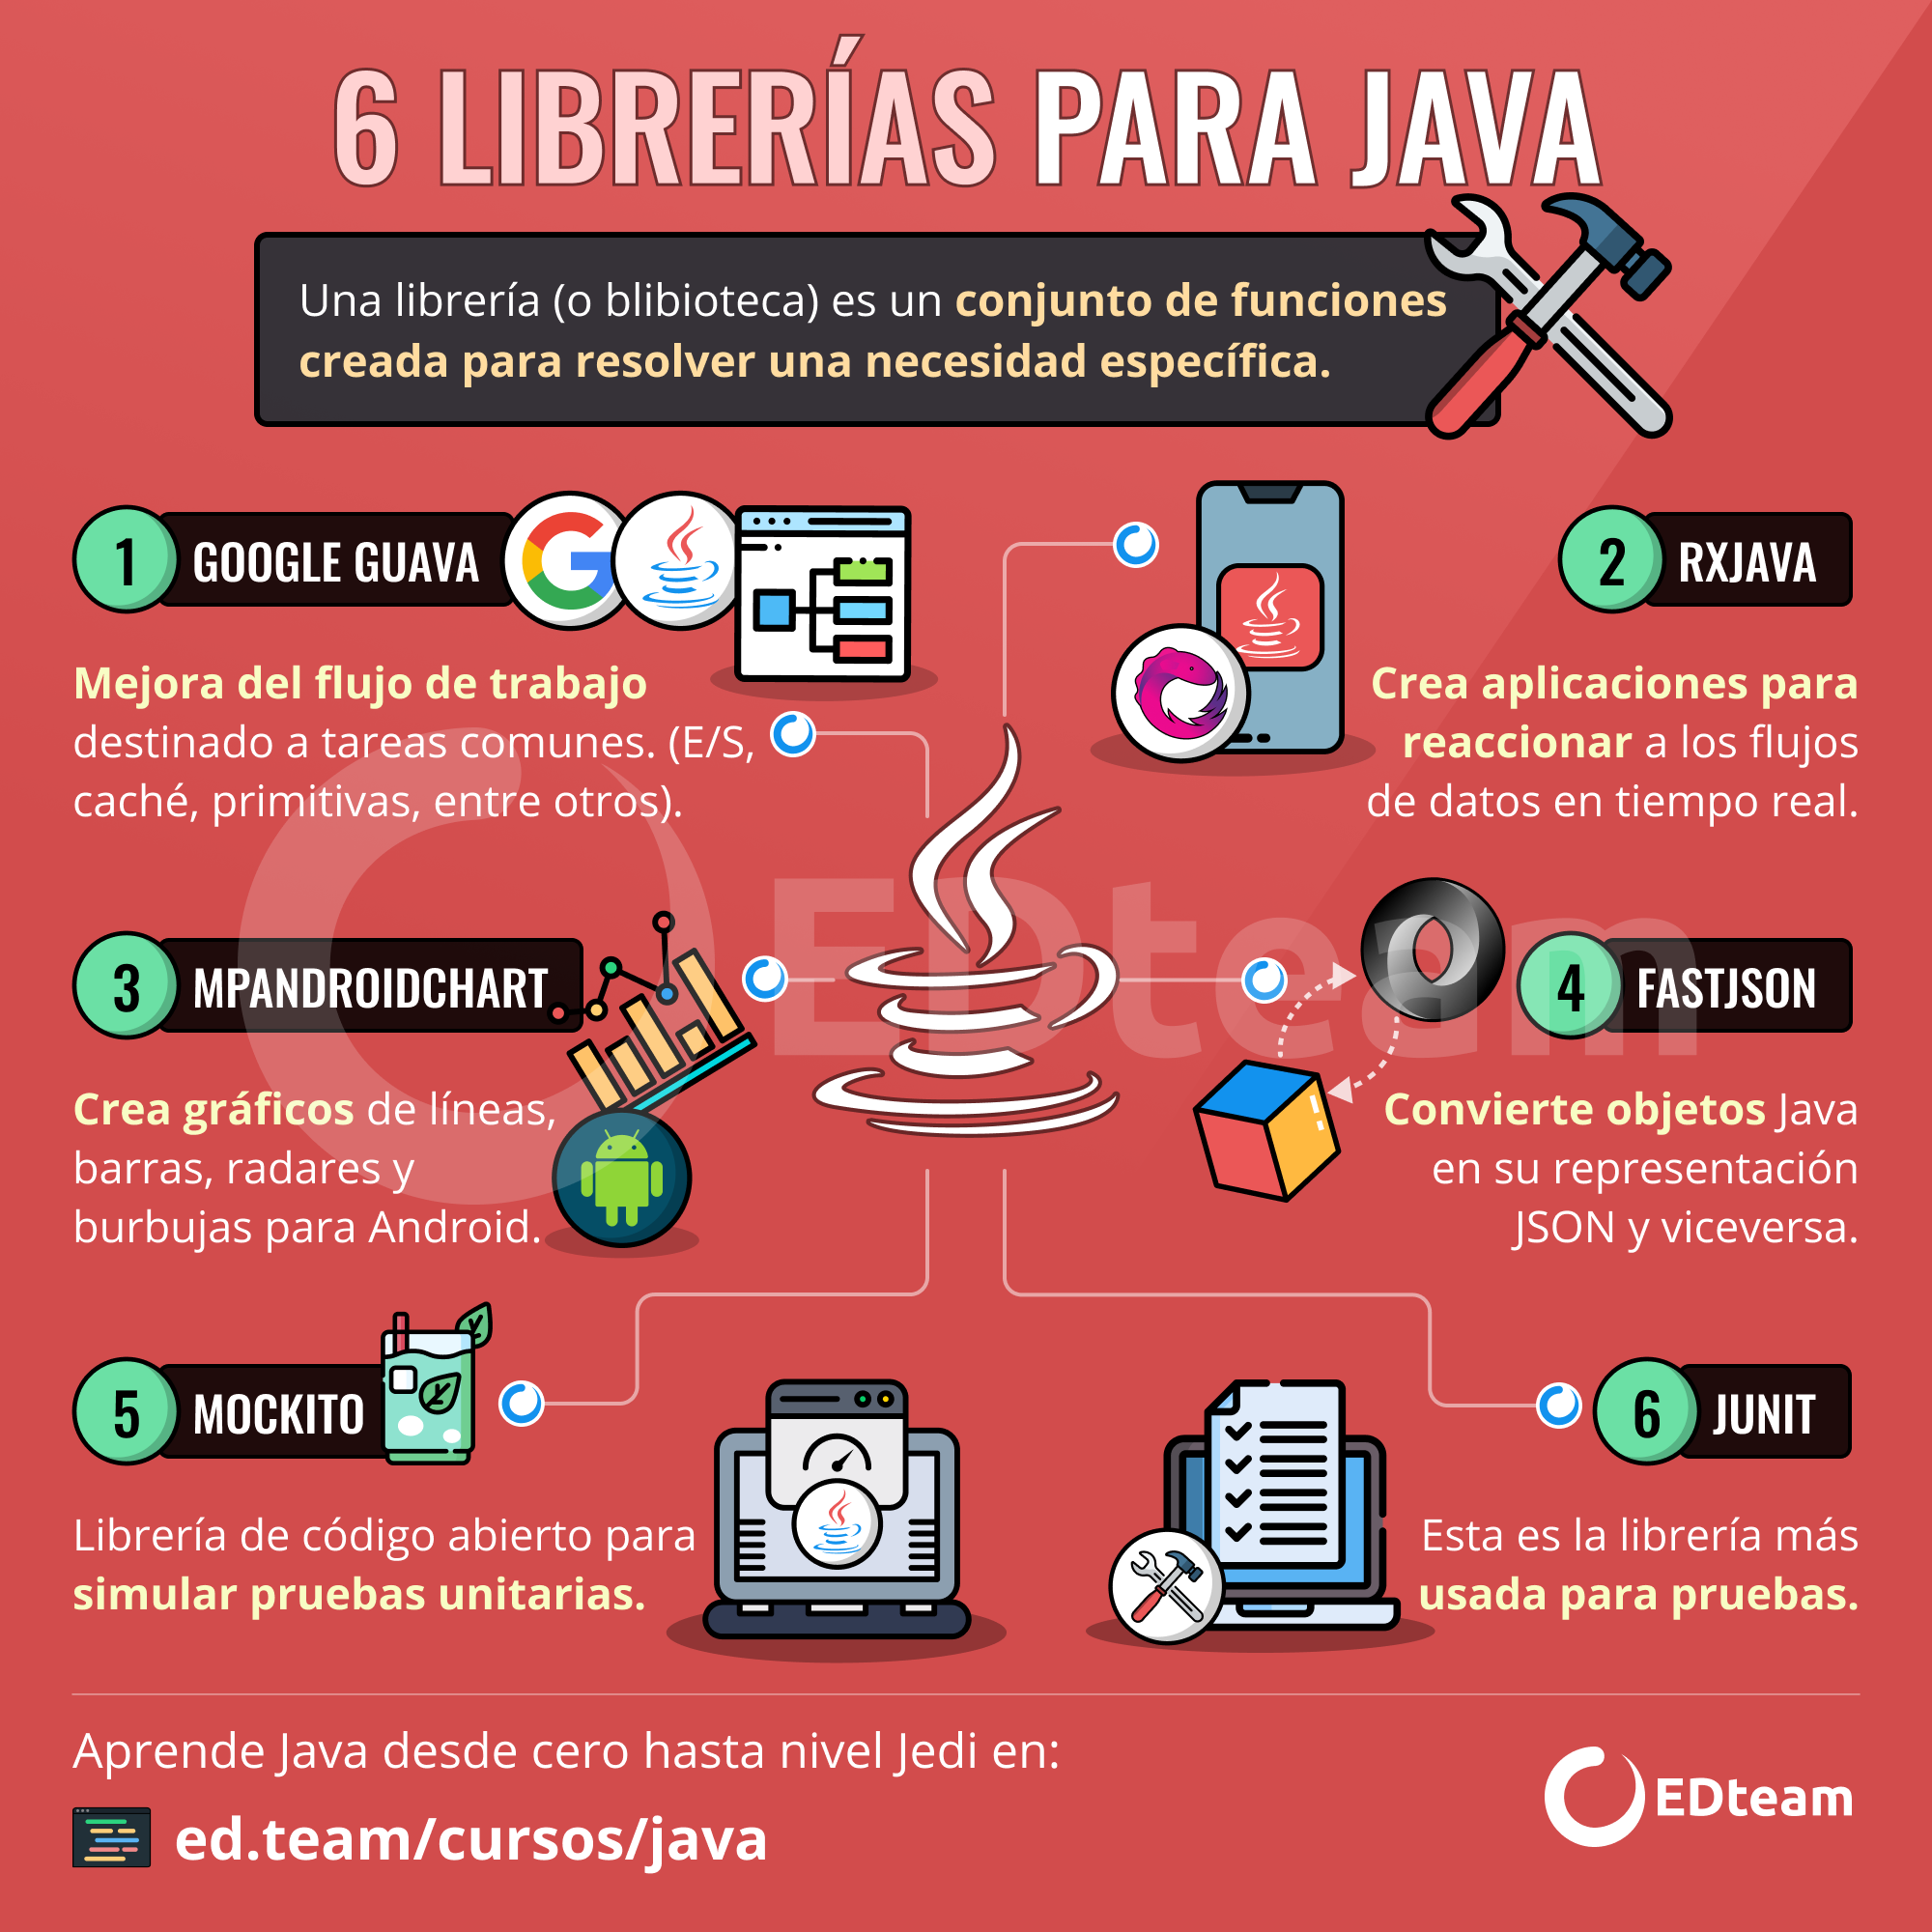 6 LIBRERÍAS PARA JAVA
Una librería (o blibioteca) es un conjunto de funciones
creada para resolver una necesidad específica.
1 GOOGLE GUAVA
Mejora del flujo de trabajo
destinado a tareas comunes. (E/S,
caché, primitivas, entre otros).
2 RXJAVA
Crea aplicaciones para
reaccionar a los flujos
de datos en tiempo real.
3 MPANDROIDCHART
Crea gráficos de líneas,
barras, radares y
burbujas para Android.
4 FASTJSON
Convierte objetos Java
en su representación
JSON y viceversa.
5 MOCKITO
Librería de código abierto para
simular pruebas unitarias.
6 JUNIT
Esta es la librería más
usada para pruebas.
EDteam
Aprende Java desde cero hasta nivel Jedi en:
ed.team/cursos/java
EDteam